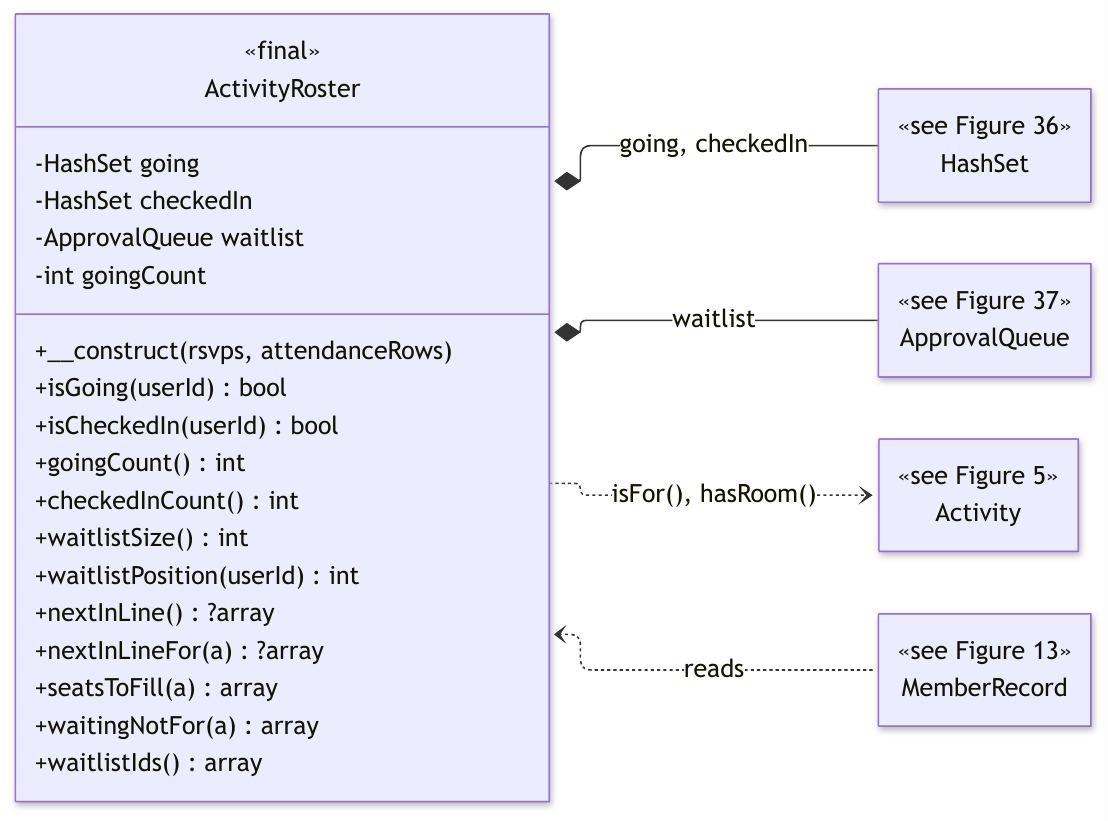 «final»
ActivityRoster
-HashSet going
-HashSet checkedIn
-ApprovalQueue waitlist
-int goingCount
+__construct(rsvps, attendanceRows)
+isGoing(userId) : bool
+isCheckedIn(userId) : bool
+goingCount() : int
+checkedInCount() : int
+waitlistSize() : int
+waitlistPosition(userId) : int
+nextInLine() : ?array
+nextInLineFor(a) : ?array
+seatsToFill(a) : array
+waitingNotFor(a) : array
+waitlistIds() : array
going, checkedIn
«see Figure 36»
HashSet
waitlist
«see Figure 37»
ApprovalQueue
isFor(), hasRoom()
«see Figure 5»
Activity
reads
«see Figure 13»
MemberRecord